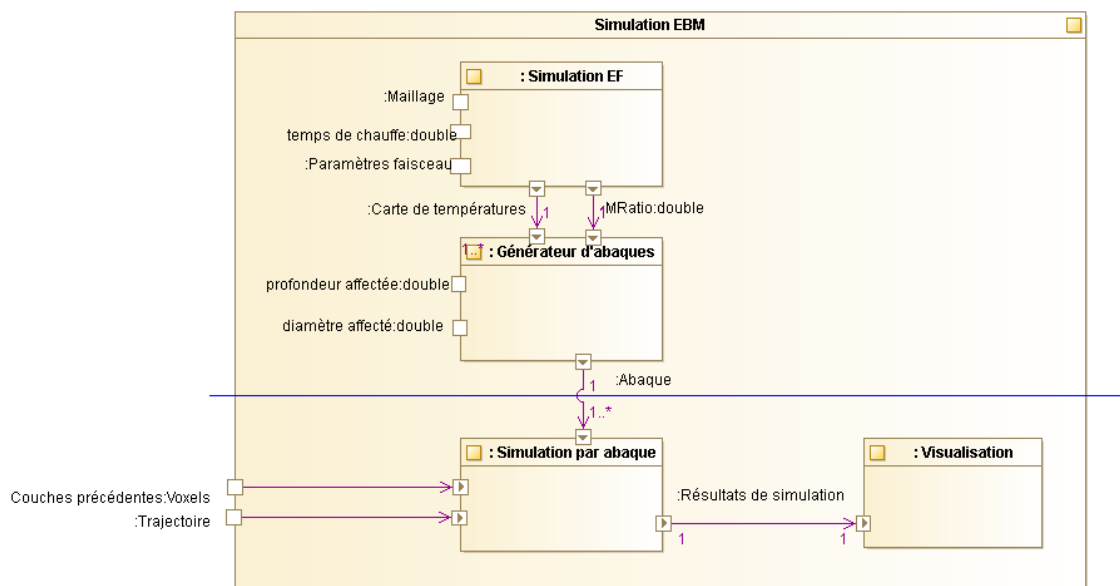 Simulation EBM
: Simulation EF
:Maillage
temps de chauffe:double
:Paramètres faisceau
:Carte de températures
1
1
MRatio:double
1..*
: Générateur d'abaques
profondeur affectée:double
diamètre affecté:double
1
:Abaque
1..*
: Simulation par abaque
: Visualisation
Couches précédentes:Voxels
:Trajectoire
:Résultats de simulation
1
1